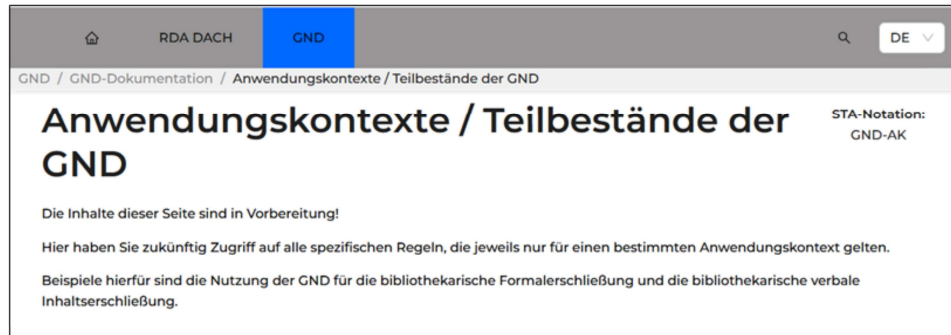 RDA DACH GND DE
GND / GND-Dokumentation / Anwendungskontexte / Teilbestände der GND
Anwendungskontexte / Teilbestände der
GND
STA-Notation:
GND-AK
Die Inhalte dieser Seite sind in Vorbereitung!
Hier haben Sie zukünftig Zugriff auf alle spezifischen Regeln, die jeweils nur für einen bestimmten Anwendungskontext gelten.
Beispiele hierfür sind die Nutzung der GND für die bibliothekarische Formalerschließung und die bibliothekarische verbale
Inhaltserschließung.